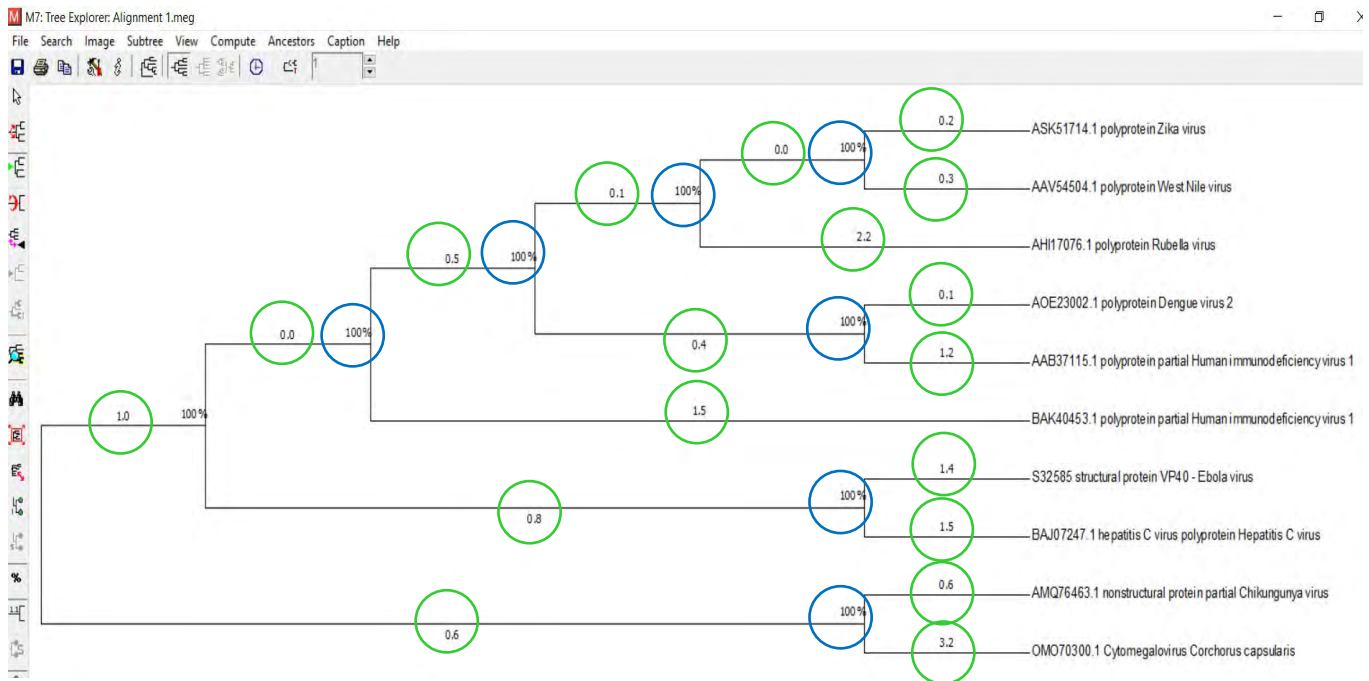 M7: Tree Explorer: Alignment 1.meg
File Search Image Subtree View Compute Ancestors Caption Help
1
0.2
ASK51714.1 polyprotein Zika virus
0.0
100%
0.3
AAV54504.1 polyprotein West Nile virus
0.1
100%
2.2
AHI17076.1 polyprotein Rubella virus
0.5
100%
0.1
AOE23002.1 polyprotein Dengue virus 2
0.0
100%
0.4
100%
1.2
AAB37115.1 polyprotein partial Human immunodeficiency virus 1
1.0
100%
1.5
BAK40453.1 polyprotein partial Human immunodeficiency virus 1
1.4
S32585 structural protein VP40 - Ebola virus
0.8
100%
1.5
BAJ07247.1 hepatitis C virus polyprotein Hepatitis C virus
0.6
AMQ76463.1 nonstructural protein partial Chikungunya virus
0.6
100%
3.2
OMO70300.1 Cytomegalovirus Corchorus capsularis
%